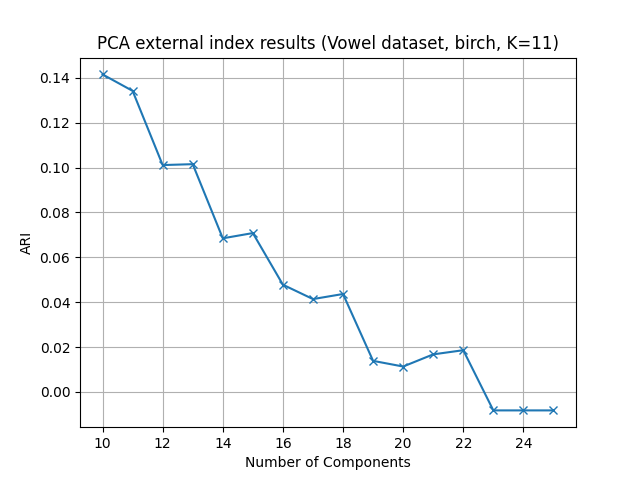 PCA external index results (Vowel dataset, birch, K=11)
0.14
0.12
0.10
0.08
0.06
0.04
0.02
0.00
ARI
10 12 14 16 18 20 22 24
Number of Components